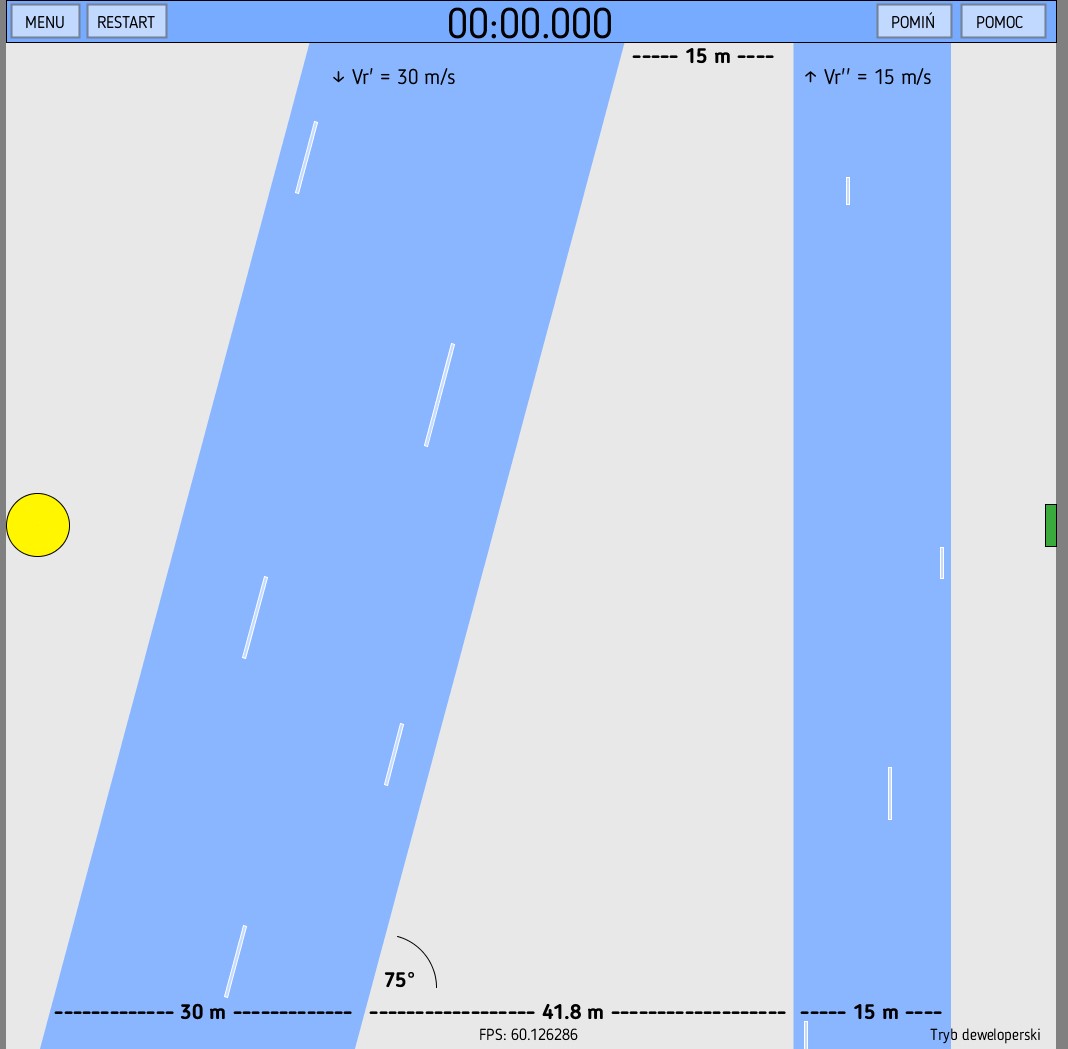 MENU RESTART 00:00.000 POMIŃ POMOC
----- 15 m ----
↓ Vr' = 30 m/s ↑ Vr'' = 15 m/s
75°
------------- 30 m ------------- ------------------ 41.8 m ------------------- ----- 15 m ----
FPS: 60.126286 Tryb deweloperski